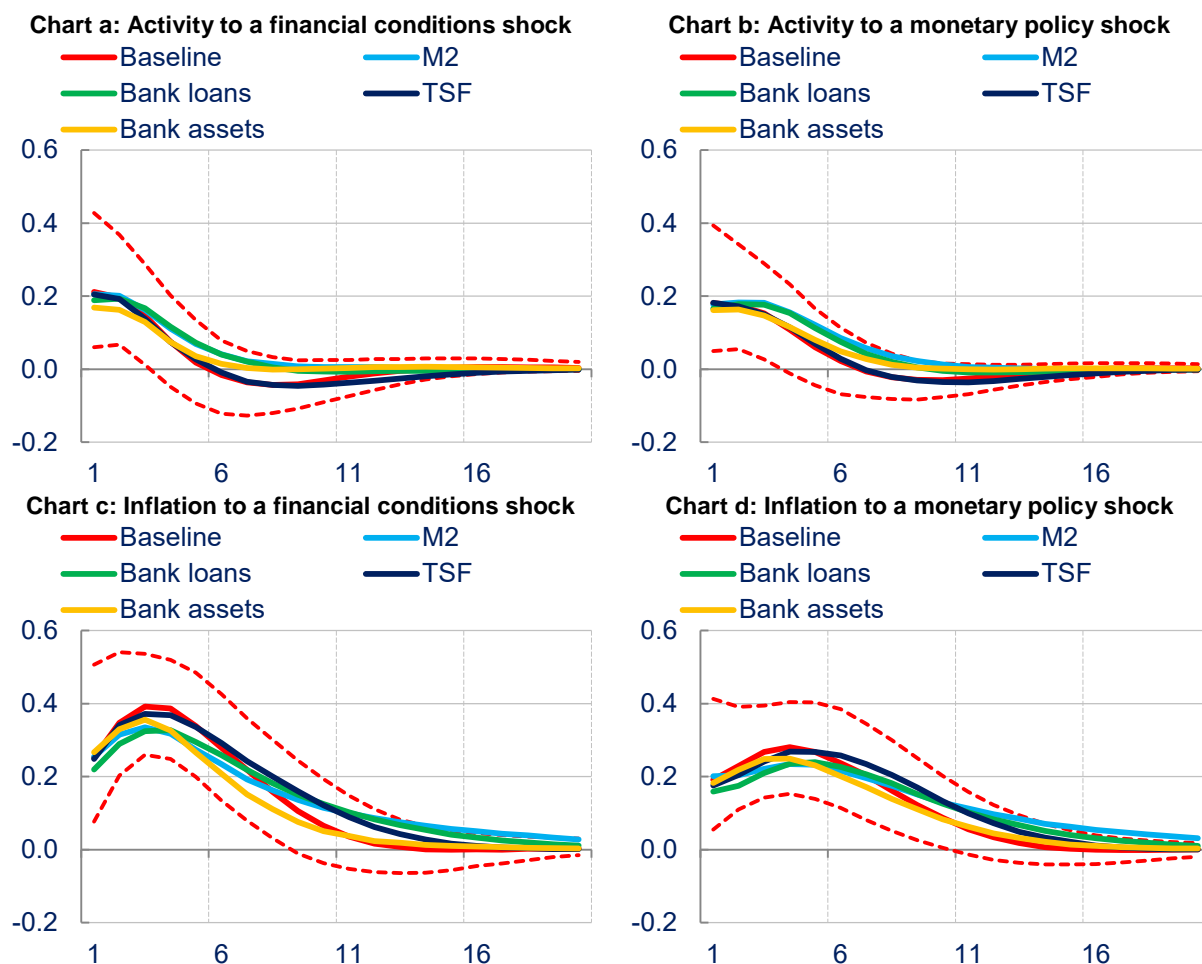 Chart a: Activity to a financial conditions shock
Baseline M2
Bank loans TSF
Bank assets
0.6
0.4
0.2
0.0
-0.2
1 6 11 16
Chart b: Activity to a monetary policy shock
Baseline M2
Bank loans TSF
Bank assets
0.6
0.4
0.2
0.0
-0.2
1 6 11 16
Chart c: Inflation to a financial conditions shock
Baseline M2
Bank loans TSF
Bank assets
0.6
0.4
0.2
0.0
-0.2
1 6 11 16
Chart d: Inflation to a monetary policy shock
Baseline M2
Bank loans TSF
Bank assets
0.6
0.4
0.2
0.0
-0.2
1 6 11 16